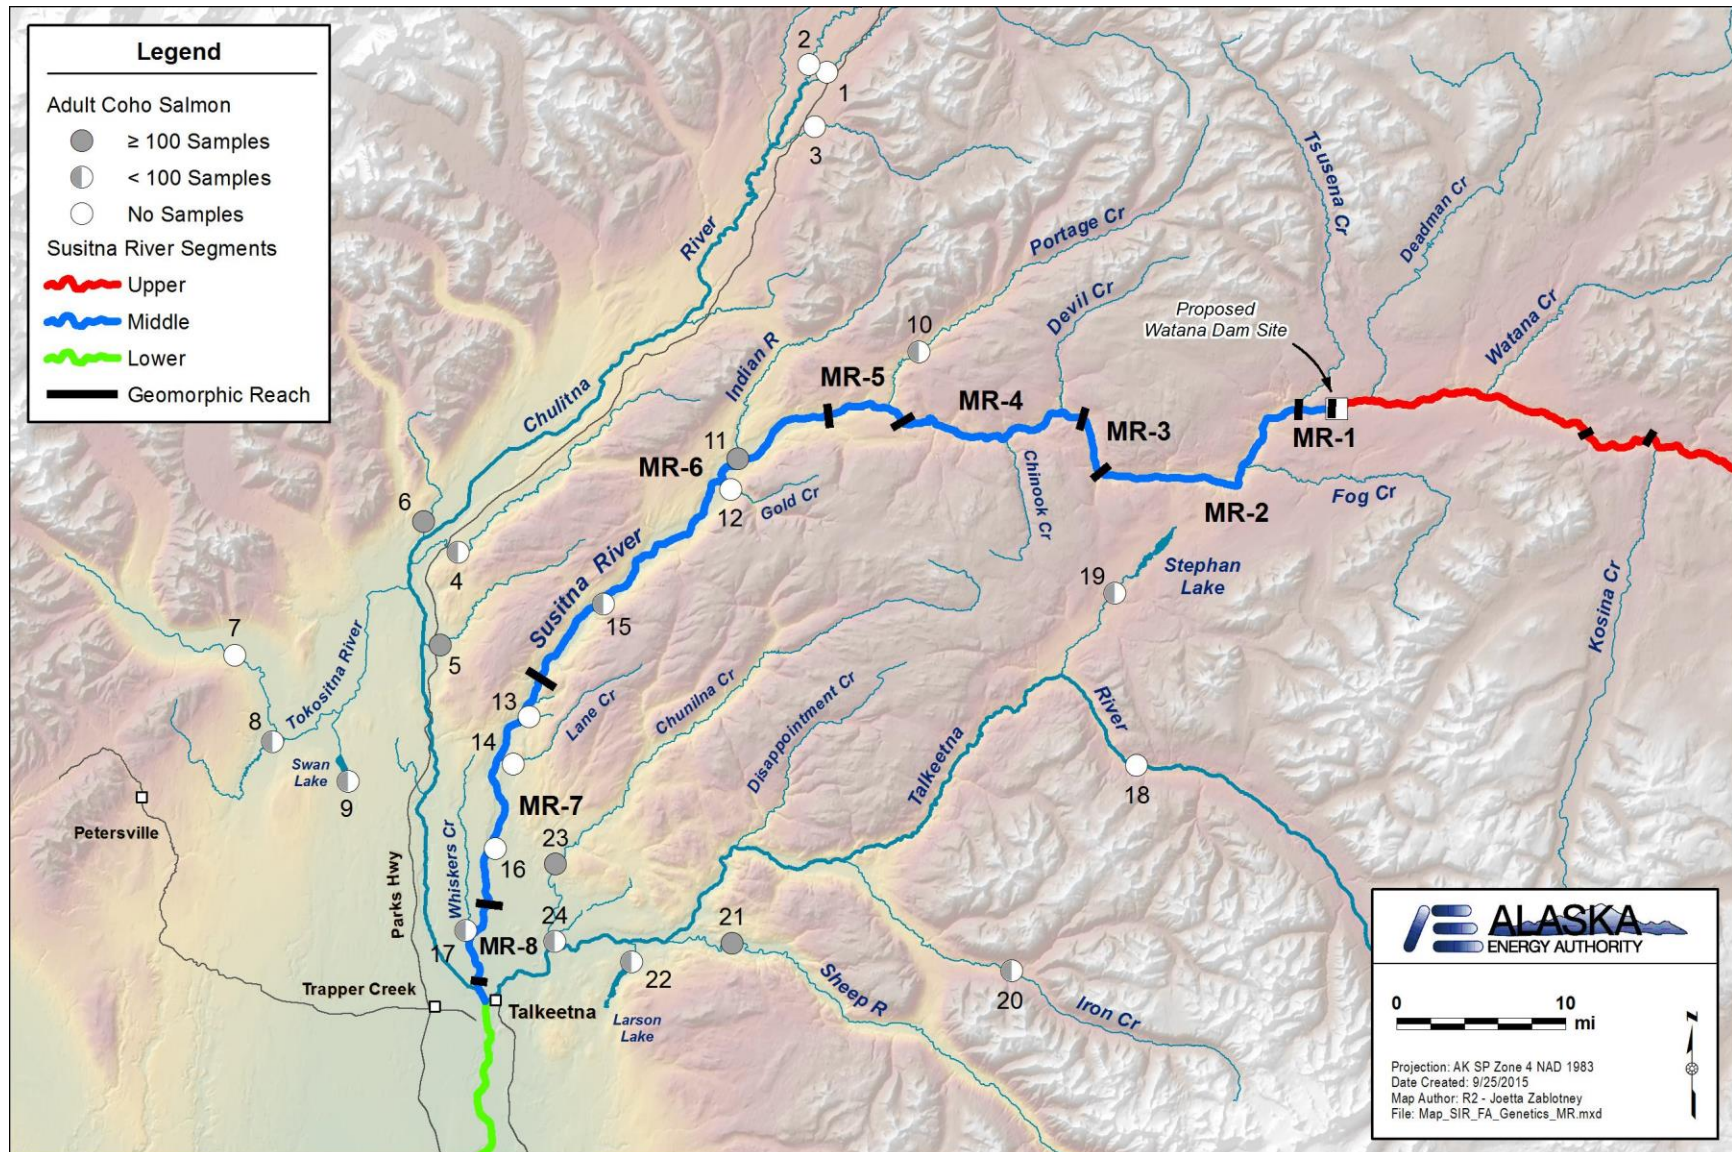 Legend
Adult Coho Salmon
≥ 100 Samples
< 100 Samples
No Samples
Susitna River Segments
Upper
Middle
Lower
Geomorphic Reach
2
1
3
River
Chulitna
Indian R
Portage Cr
Devil Cr
Tsusena Cr
Deadman Cr
Watana Cr
Proposed
Watana Dam Site
10
MR-5
MR-4
MR-3
MR-1
MR-2
11
MR-6
12
Gold Cr
Chinook Cr
Fog Cr
Kosina Cr
6
4
5
7
8
Tokositna River
Swan
Lake
9
Susitna River
15
19
Stephan
Lake
13
14
Lane Cr
Chunilna Cr
Disappointment Cr
Talkeetna
River
18
MR-7
Petersville
Parks Hwy
Whiskers Cr
16
23
24
21
17
MR-8
22
Sheep R
20
Iron Cr
Trapper Creek
Talkeetna
Larson
Lake
ALASKA
ENERGY AUTHORITY
0 10
mi
N
Projection: AK SP Zone 4 NAD 1983
Date Created: 9/25/2015
Map Author: R2 - Joetta Zablotney
File: Map_SIR_FA_Genetics_MR.mxd